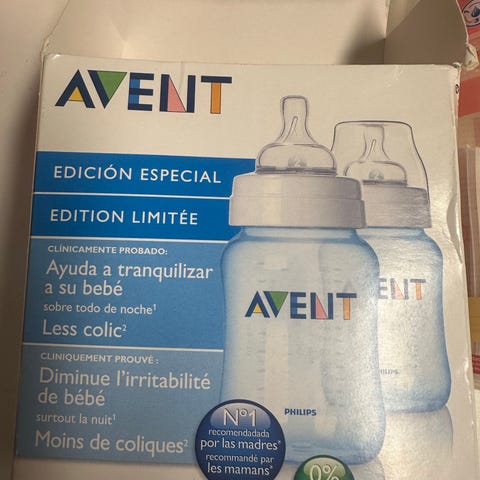 AVENT
EDICIÓN ESPECIAL
EDITION LIMITÉE
CLÍNICAMENTE PROBADO:
Ayuda a tranquilizar
a su bebé
sobre todo de noche¹
Less colic²
CLINIQUEMENT PROUVÉ :
Diminue l'irritabilité
de bébé
surtout la nuit¹
Moins de coliques²
AVENT
PHILIPS
ENT
Nº1
recomendadada
por las madres*
recommandé par
les mamans*
0%